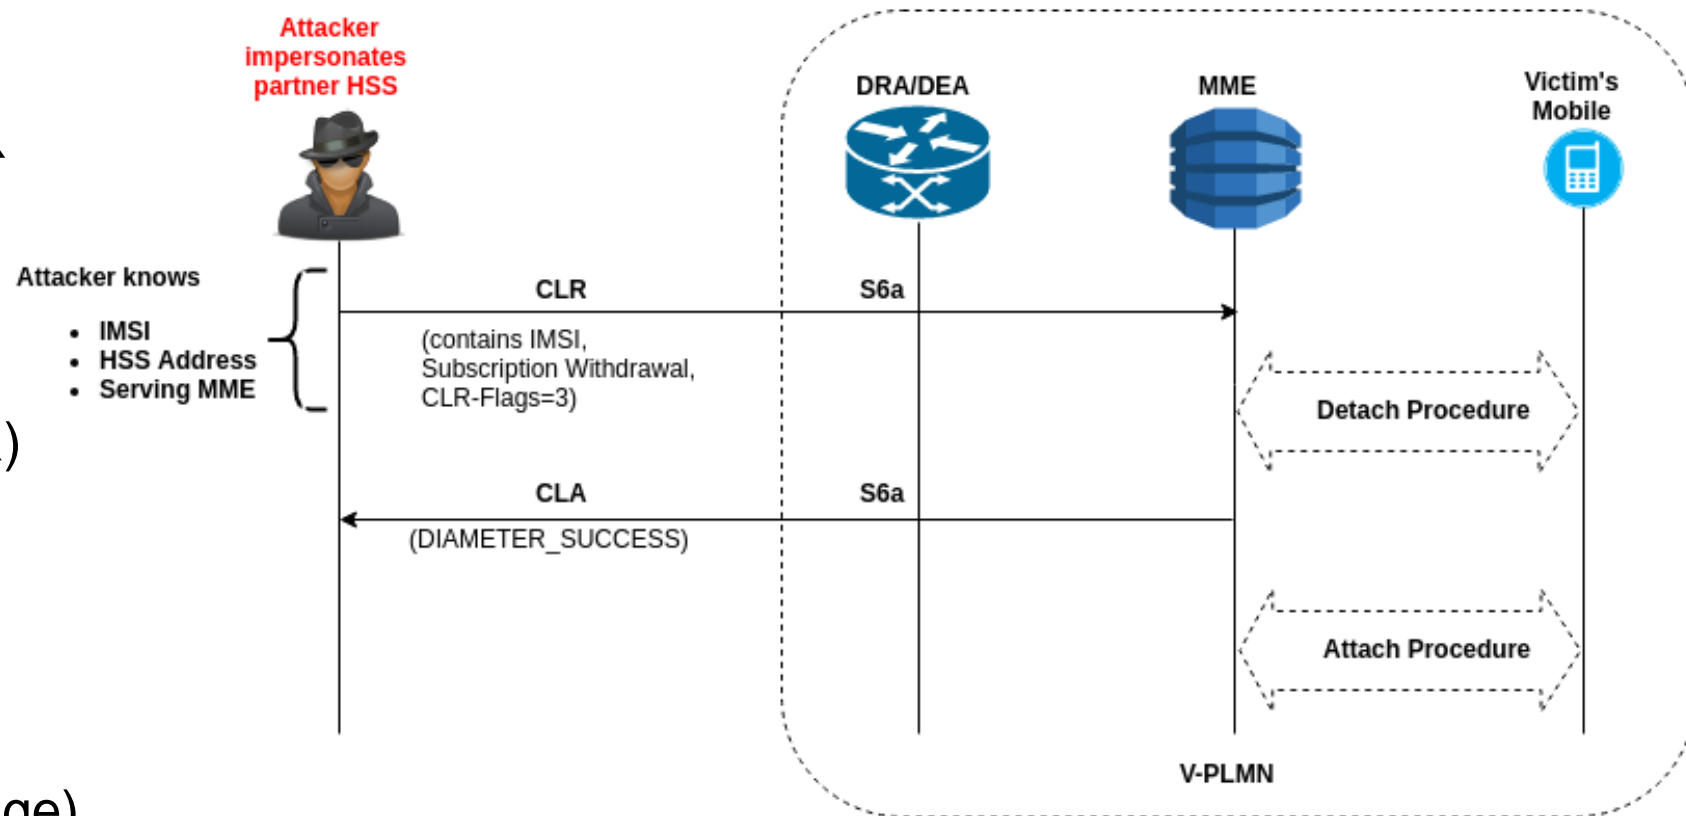 Attacker
impersonates
partner HSS
DRA/DEA
MME
Victim's
Mobile
Attacker knows
• IMSI
• HSS Address
• Serving MME
CLR
S6a
(contains IMSI,
Subscription Withdrawal,
CLR-Flags=3)
Detach Procedure
CLA
S6a
(DIAMETER_SUCCESS)
Attach Procedure
V-PLMN